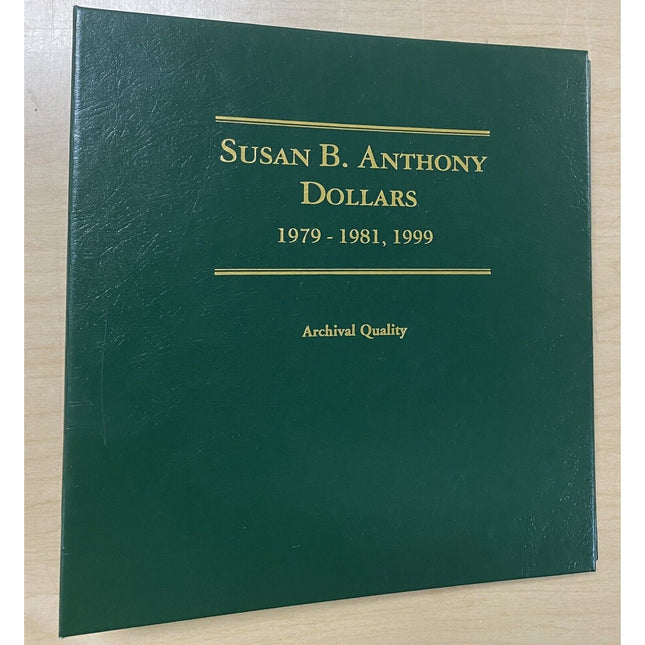 SUSAN B. ANTHONY
DOLLARS
1979 - 1981, 1999
Archival Quality